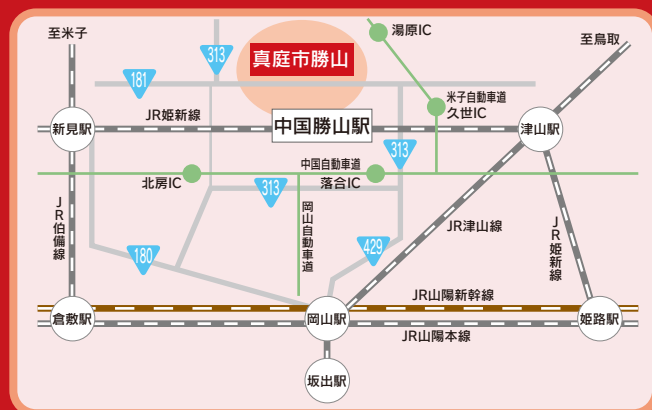 至米子
313
真庭市勝山
湯原IC
至鳥取
181
米子自動車道
久世IC
JR姫新線
新見駅
中国勝山駅
津山駅
313
中国自動車道
北房IC
313
落合IC
JR伯備線
岡山自動車道
JR津山線
JR姫新線
180
429
JR山陽新幹線
倉敷駅
岡山駅
姫路駅
JR山陽本線
坂出駅